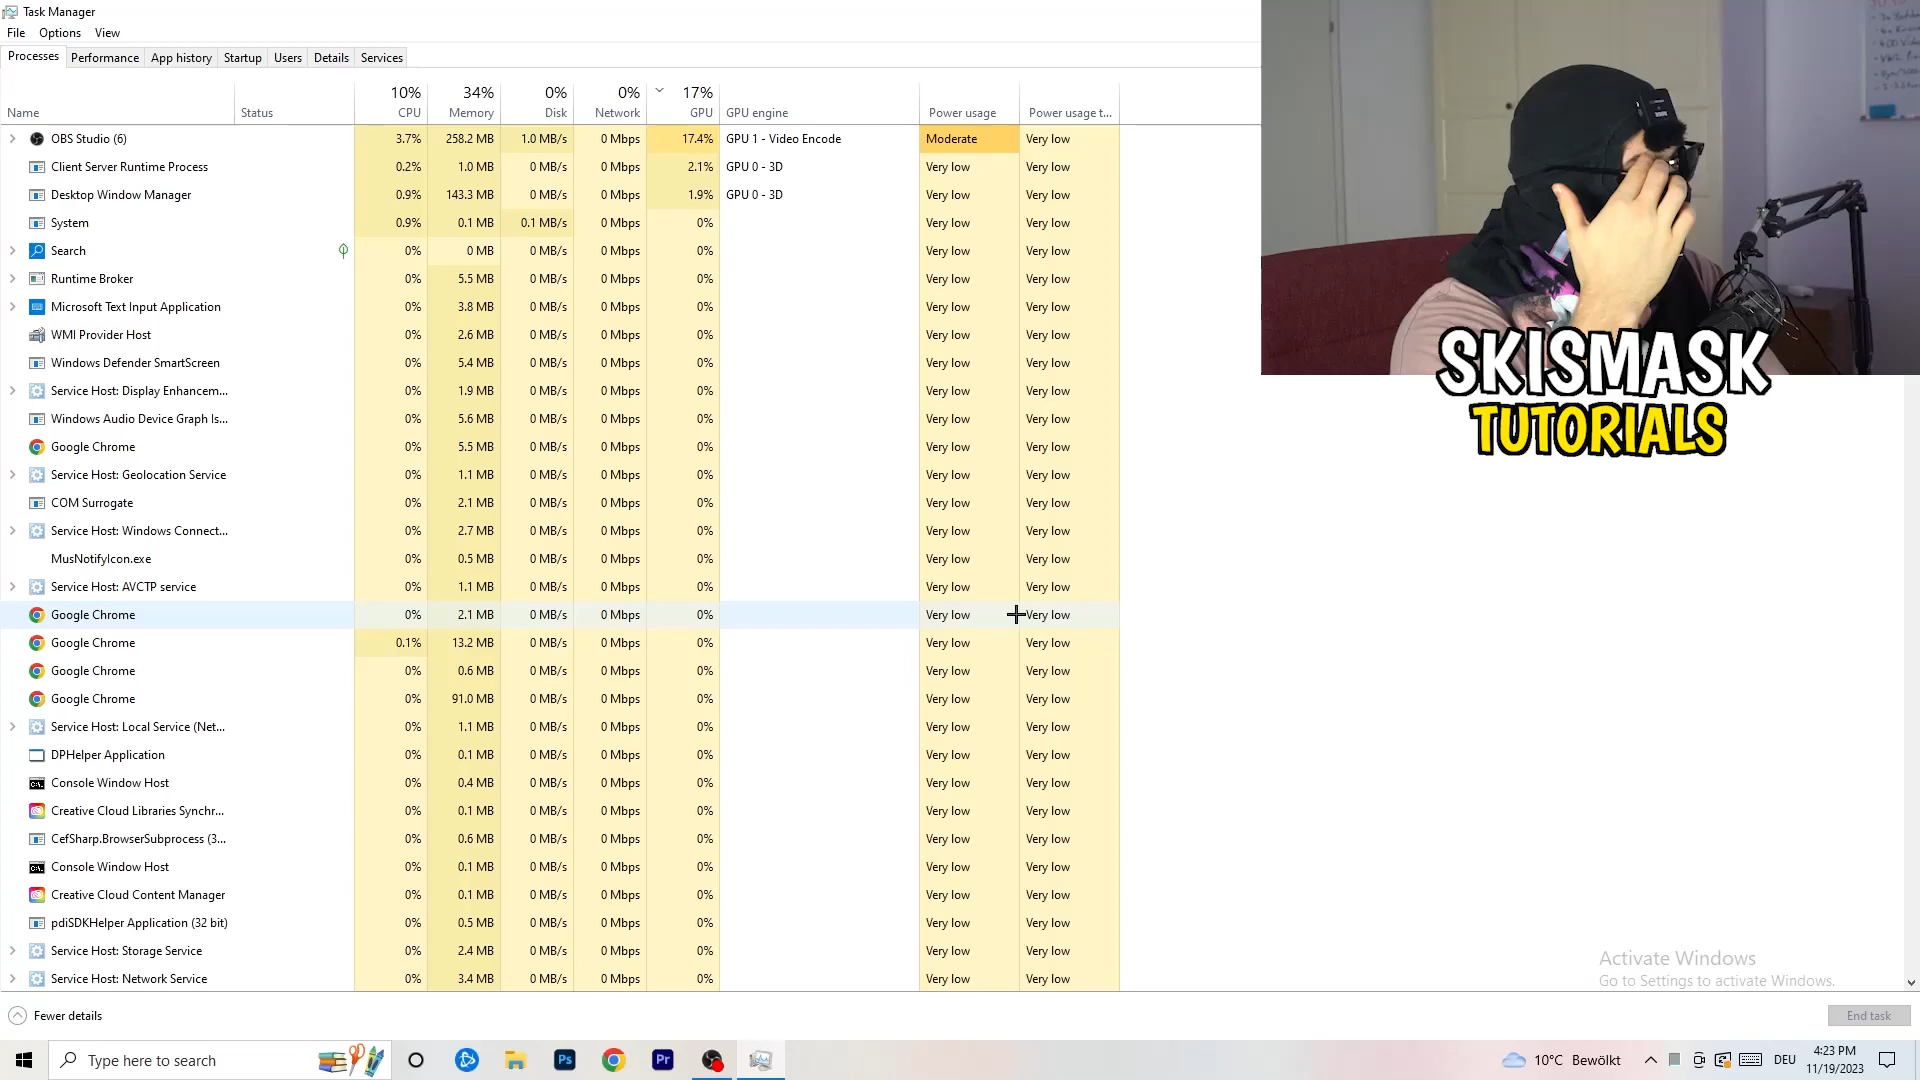 Task Manager
File Options View
Processes Performance App history Startup Users Details Services
10% 34% 0% 0% 17%
Name Status CPU Memory Disk Network GPU GPU engine Power usage Power usage t...
OBS Studio (6) 3.7% 258.2 MB 1.0 MB/s 0 Mbps 17.4% GPU 1 - Video Encode Moderate Very low
Client Server Runtime Process 0.2% 1.0 MB 0 MB/s 0 Mbps 2.1% GPU 0 - 3D Very low Very low
Desktop Window Manager 0.9% 143.3 MB 0 MB/s 0 Mbps 1.9% GPU 0 - 3D Very low Very low
System 0.9% 0.1 MB 0.1 MB/s 0 Mbps 0% Very low Very low
Search 0% 0 MB 0 MB/s 0 Mbps 0% Very low Very low
Runtime Broker 0% 5.5 MB 0 MB/s 0 Mbps 0% Very low Very low
Microsoft Text Input Application 0% 3.8 MB 0 MB/s 0 Mbps 0% Very low Very low
WMI Provider Host 0% 2.6 MB 0 MB/s 0 Mbps 0% Very low Very low
Windows Defender SmartScreen 0% 5.4 MB 0 MB/s 0 Mbps 0% Very low Very low
Service Host: Display Enhancem... 0% 1.9 MB 0 MB/s 0 Mbps 0% Very low Very low
Windows Audio Device Graph Is... 0% 5.6 MB 0 MB/s 0 Mbps 0% Very low Very low
Google Chrome 0% 5.5 MB 0 MB/s 0 Mbps 0% Very low Very low
Service Host: Geolocation Service 0% 1.1 MB 0 MB/s 0 Mbps 0% Very low Very low
COM Surrogate 0% 2.1 MB 0 MB/s 0 Mbps 0% Very low Very low
Service Host: Windows Connect... 0% 2.7 MB 0 MB/s 0 Mbps 0% Very low Very low
MusNotifyIcon.exe 0% 0.5 MB 0 MB/s 0 Mbps 0% Very low Very low
Service Host: AVCTP service 0% 1.1 MB 0 MB/s 0 Mbps 0% Very low Very low
Google Chrome 0% 2.1 MB 0 MB/s 0 Mbps 0% Very low Very low
Google Chrome 0.1% 13.2 MB 0 MB/s 0 Mbps 0% Very low Very low
Google Chrome 0% 0.6 MB 0 MB/s 0 Mbps 0% Very low Very low
Google Chrome 0% 91.0 MB 0 MB/s 0 Mbps 0% Very low Very low
Service Host: Local Service (Net... 0% 1.1 MB 0 MB/s 0 Mbps 0% Very low Very low
DPHelper Application 0% 0.1 MB 0 MB/s 0 Mbps 0% Very low Very low
Console Window Host 0% 0.4 MB 0 MB/s 0 Mbps 0% Very low Very low
Creative Cloud Libraries Synchr... 0% 0.1 MB 0 MB/s 0 Mbps 0% Very low Very low
CefSharp.BrowserSubprocess (3... 0% 0.6 MB 0 MB/s 0 Mbps 0% Very low Very low
Console Window Host 0% 0.1 MB 0 MB/s 0 Mbps 0% Very low Very low
Creative Cloud Content Manager 0% 0.1 MB 0 MB/s 0 Mbps 0% Very low Very low
pdiSDKHelper Application (32 bit) 0% 0.5 MB 0 MB/s 0 Mbps 0% Very low Very low
Service Host: Storage Service 0% 2.4 MB 0 MB/s 0 Mbps 0% Very low Very low
Service Host: Network Service 0% 3.4 MB 0 MB/s 0 Mbps 0% Very low Very low
SKISMASK
TUTORIALS
Activate Windows
Go to Settings to activate Windows.
Fewer details End task
Type here to search Ps Pr 10°C Bewölkt DEU 4:23 PM
11/19/2023